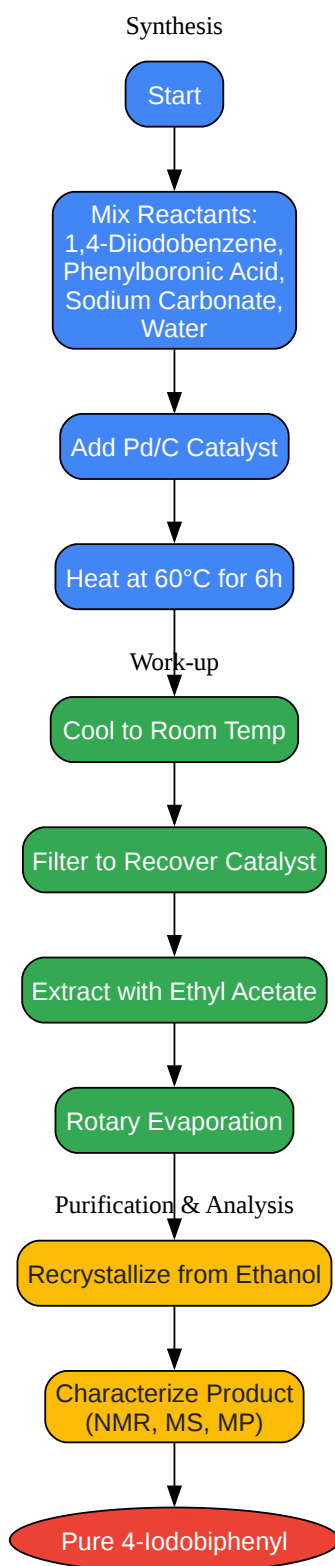 Synthesis
Start
Mix Reactants:
1,4-Diiodobenzene,
Phenylboronic Acid,
Sodium Carbonate,
Water
Add Pd/C Catalyst
Heat at 60°C for 6h
Work-up
Cool to Room Temp
Filter to Recover Catalyst
Extract with Ethyl Acetate
Rotary Evaporation
Purification & Analysis
Recrystallize from Ethanol
Characterize Product
(NMR, MS, MP)
Pure 4-Iodobiphenyl